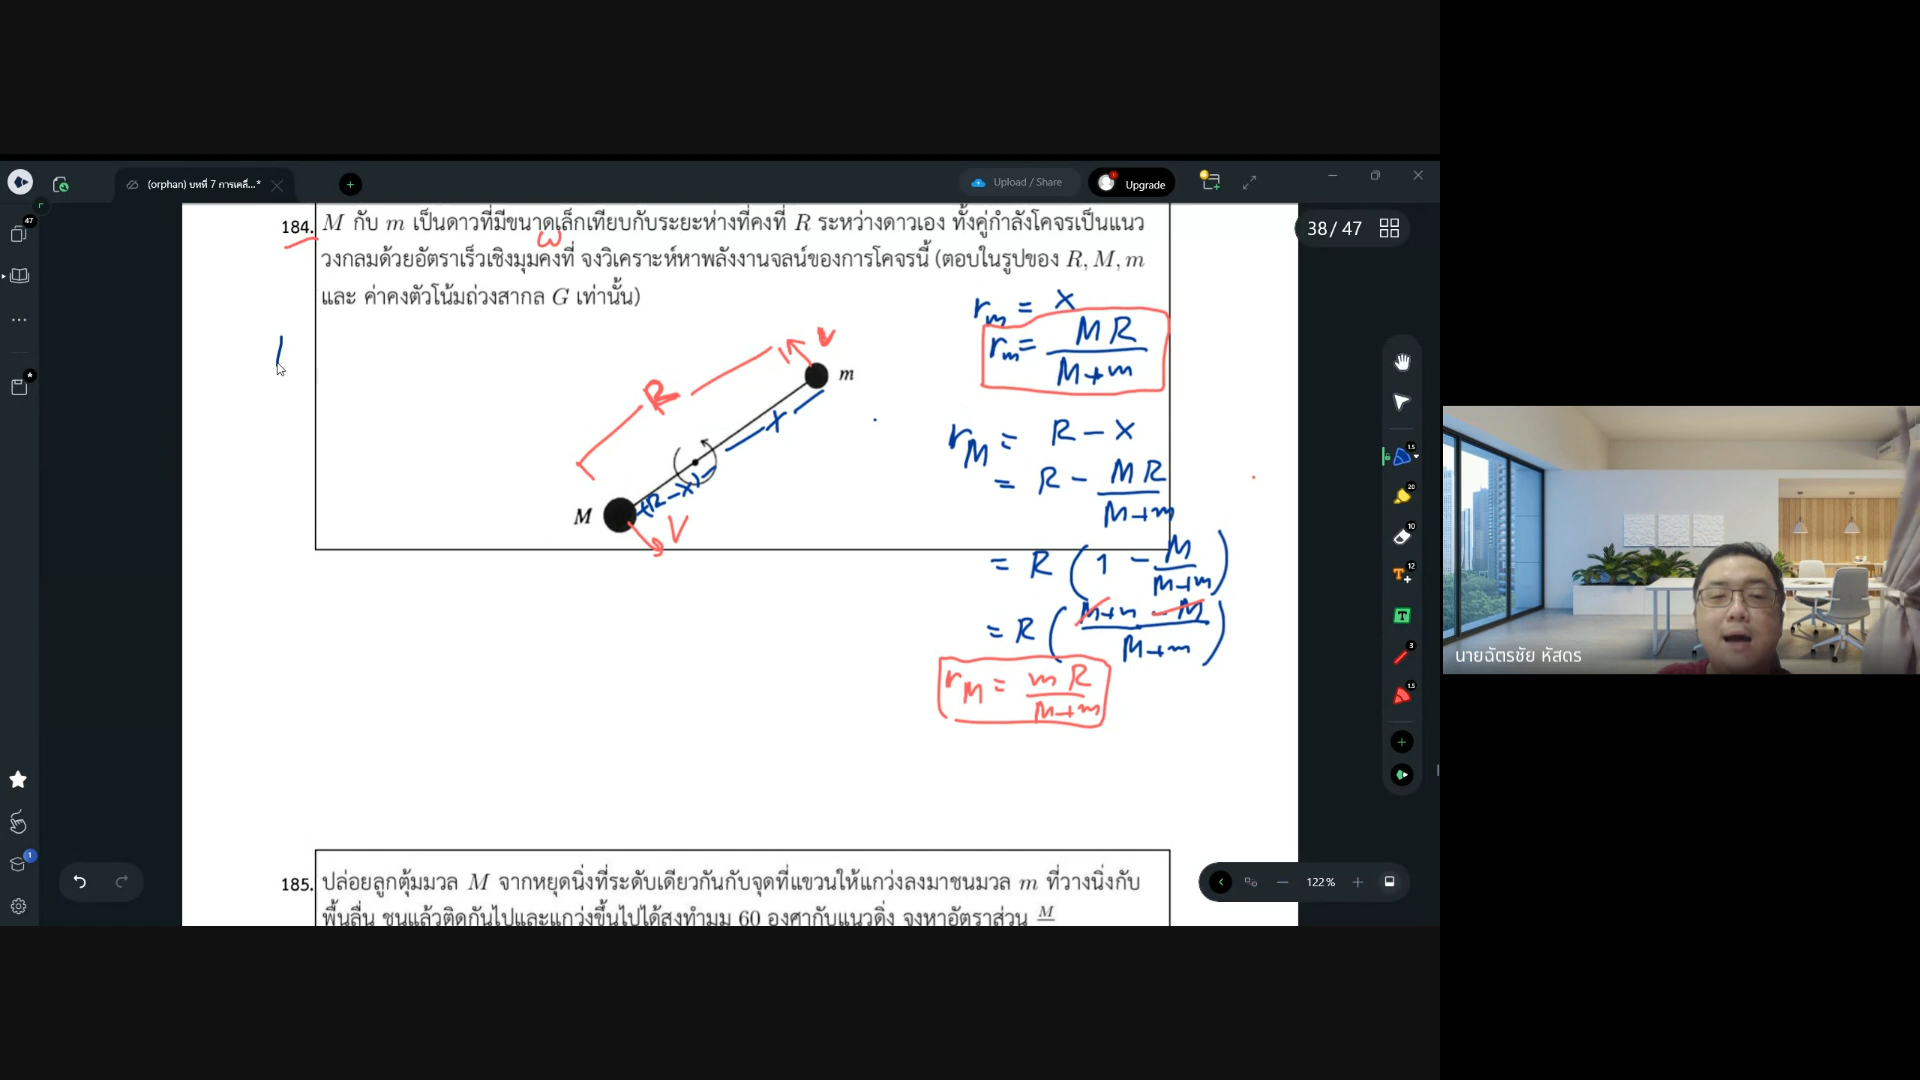 (orphan) บทที่ 7 การเคลื่...*
Upload / Share
Upgrade
47
38 / 47
184. M กับ m เป็นดาวที่มีขนาดเล็กเทียบกับระยะห่างที่คงที่ R ระหว่างดาวเอง ทั้งคู่กำลังโคจรเป็นแนว
ω
วงกลมด้วยอัตราเร็วเชิงมุมคงที่ จงวิเคราะห์หาพลังงานจลน์ของการโคจรนี้ (ตอบในรูปของ R, M, m
และ ค่าคงตัวโน้มถ่วงสากล G เท่านั้น)
r_m = x
r_m = MR / M+m
v
R
m
x
(R-x)
M
V
r_M = R - x
= R - MR / M+m
= R (1 - M / M+m)
= R (M+m - M / M+m)
r_M = mR / M+m
185. ปล่อยลูกตุ้มมวล M จากหยุดนิ่งที่ระดับเดียวกันกับจุดที่แขวนให้แกว่งลงมาชนมวล m ที่วางนิ่งกับ
พื้นลื่น ชนแล้วติดกันไปและแกว่งขึ้นไปได้สูงทำมุม 60 องศากับแนวดิ่ง จงหาอัตราส่วน M
122%
1.5
20
10
12
3
1.5
1
นายฉัตรชัย หัสดร